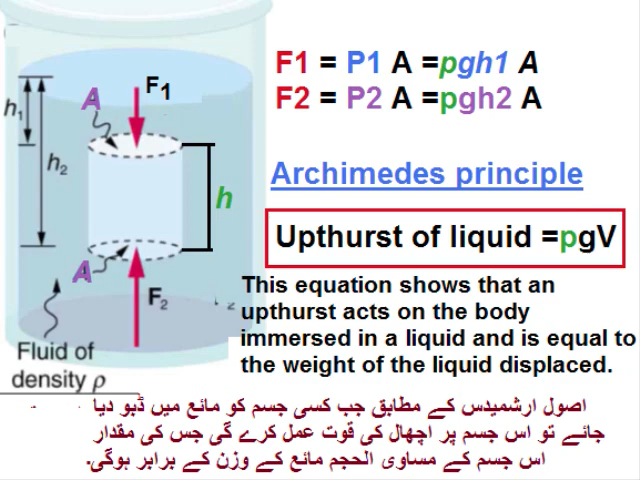 F1 = P1 A =pgh1 A
F2 = P2 A =pgh2 A
Archimedes principle
Upthurst of liquid =pgV
This equation shows that an
upthurst acts on the body
immersed in a liquid and is equal to
the weight of the liquid displaced.
h₁
h₂
A
F1
h
A
F₂
Fluid of
density ρ
اصول ارشمیدس کے مطابق جب کسی جسم کو مائع میں ڈبو دیا
جائے تو اس جسم پر اچھال کی قوت عمل کرے گی جس کی مقدار
اس جسم کے مساوی الحجم مائع کے وزن کے برابر ہوگی۔